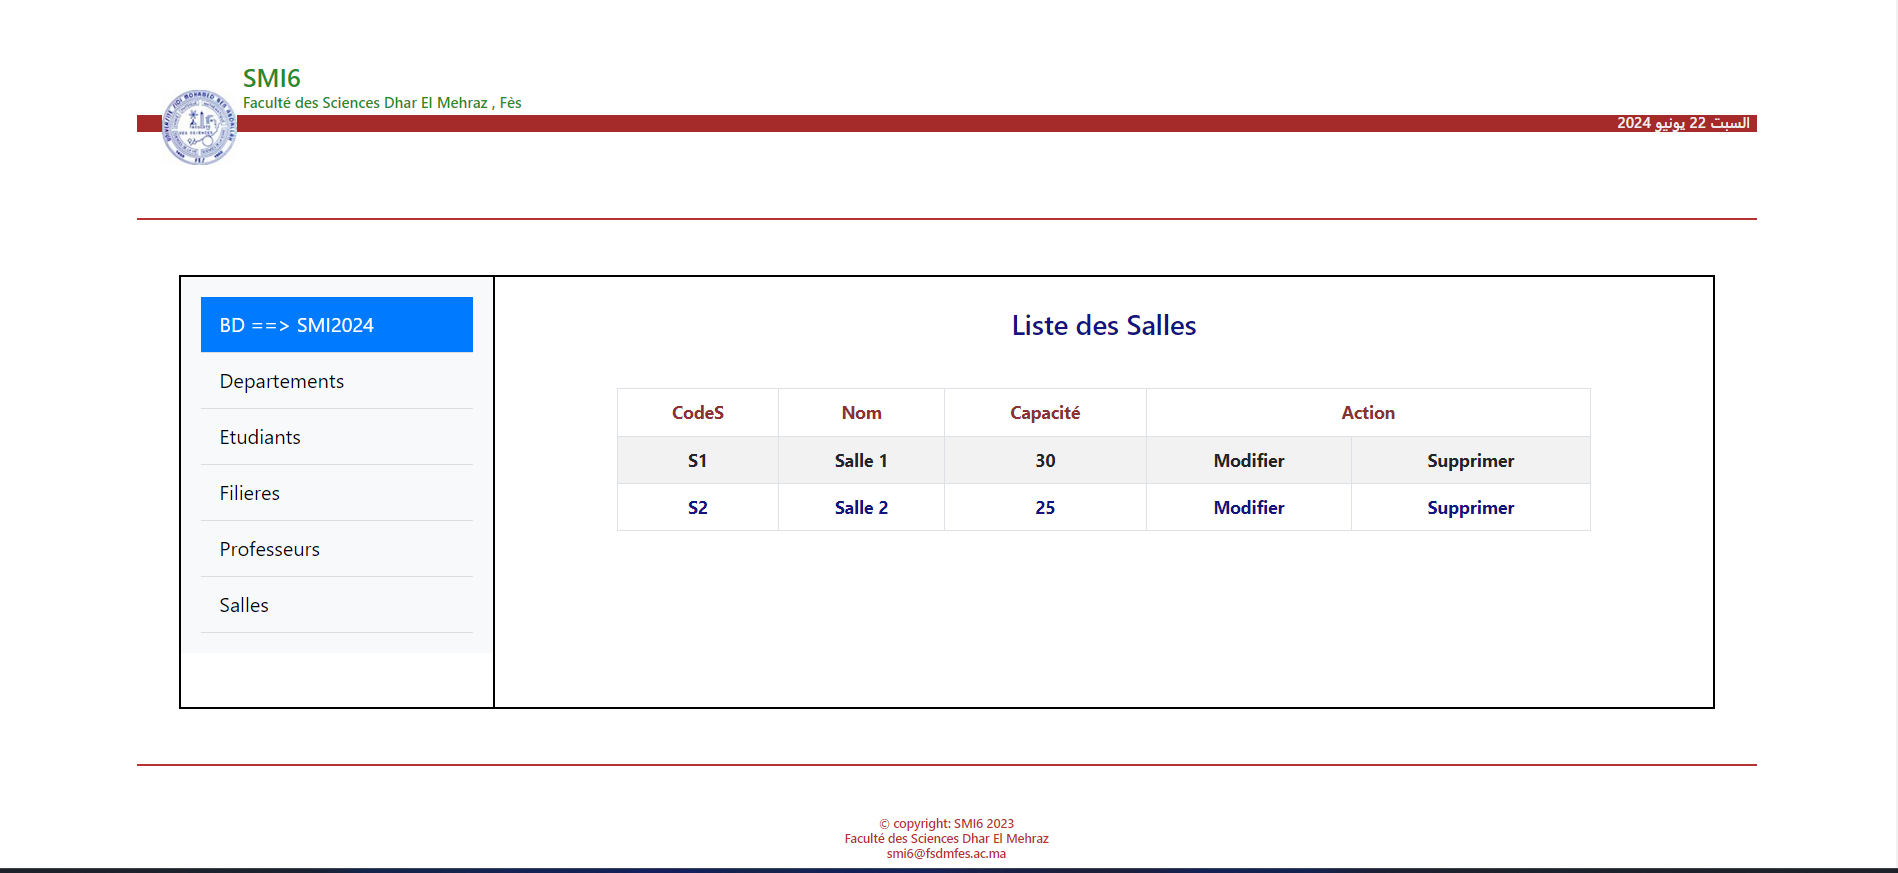 SMI6
Faculté des Sciences Dhar El Mehraz , Fès
السبت 22 يونيو 2024
BD ==> SMI2024
Departements
Etudiants
Filieres
Professeurs
Salles
Liste des Salles
CodeS Nom Capacité Action
S1 Salle 1 30 Modifier Supprimer
S2 Salle 2 25 Modifier Supprimer
© copyright: SMI6 2023
Faculté des Sciences Dhar El Mehraz
smi6@fsdmfes.ac.ma